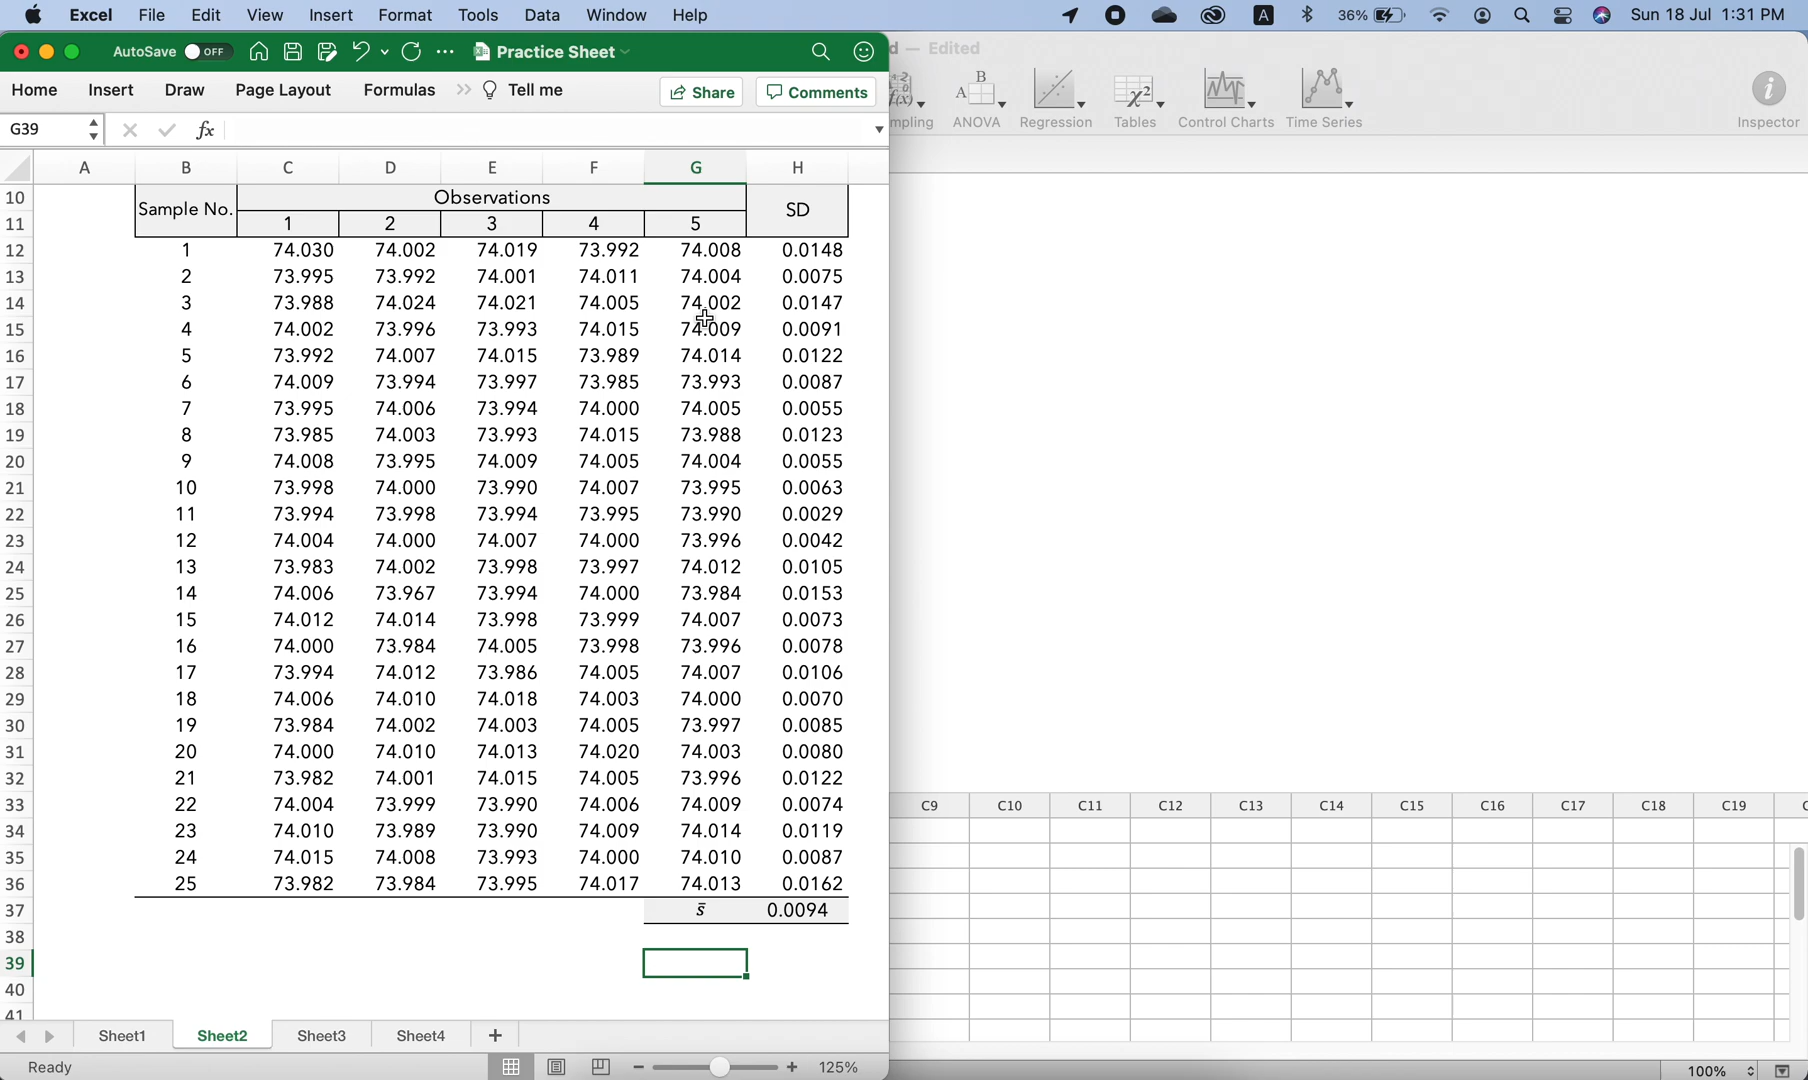 Excel File Edit View Insert Format Tools Data Window Help A 36% Sun 18 Jul 1:31 PM
AutoSave OFF Practice Sheet
Home Insert Draw Page Layout Formulas Tell me Share Comments
G39 fx
A B C D E F G H
10 Sample No. Observations SD
11 1 2 3 4 5
12 1 74.030 74.002 74.019 73.992 74.008 0.0148
13 2 73.995 73.992 74.001 74.011 74.004 0.0075
14 3 73.988 74.024 74.021 74.005 74.002 0.0147
15 4 74.002 73.996 73.993 74.015 74.009 0.0091
16 5 73.992 74.007 74.015 73.989 74.014 0.0122
17 6 74.009 73.994 73.997 73.985 73.993 0.0087
18 7 73.995 74.006 73.994 74.000 74.005 0.0055
19 8 73.985 74.003 73.993 74.015 73.988 0.0123
20 9 74.008 73.995 74.009 74.005 74.004 0.0055
21 10 73.998 74.000 73.990 74.007 73.995 0.0063
22 11 73.994 73.998 73.994 73.995 73.990 0.0029
23 12 74.004 74.000 74.007 74.000 73.996 0.0042
24 13 73.983 74.002 73.998 73.997 74.012 0.0105
25 14 74.006 73.967 73.994 74.000 73.984 0.0153
26 15 74.012 74.014 73.998 73.999 74.007 0.0073
27 16 74.000 73.984 74.005 73.998 73.996 0.0078
28 17 73.994 74.012 73.986 74.005 74.007 0.0106
29 18 74.006 74.010 74.018 74.003 74.000 0.0070
30 19 73.984 74.002 74.003 74.005 73.997 0.0085
31 20 74.000 74.010 74.013 74.020 74.003 0.0080
32 21 73.982 74.001 74.015 74.005 73.996 0.0122
33 22 74.004 73.999 73.990 74.006 74.009 0.0074
34 23 74.010 73.989 73.990 74.009 74.014 0.0119
35 24 74.015 74.008 73.993 74.000 74.010 0.0087
36 25 73.982 73.984 73.995 74.017 74.013 0.0162
37 s̄ 0.0094
38
39
40
41
Sheet1 Sheet2 Sheet3 Sheet4 +
Ready 125%
d — Edited
mpling ANOVA Regression Tables Control Charts Time Series Inspector
C9 C10 C11 C12 C13 C14 C15 C16 C17 C18 C19 C
100%